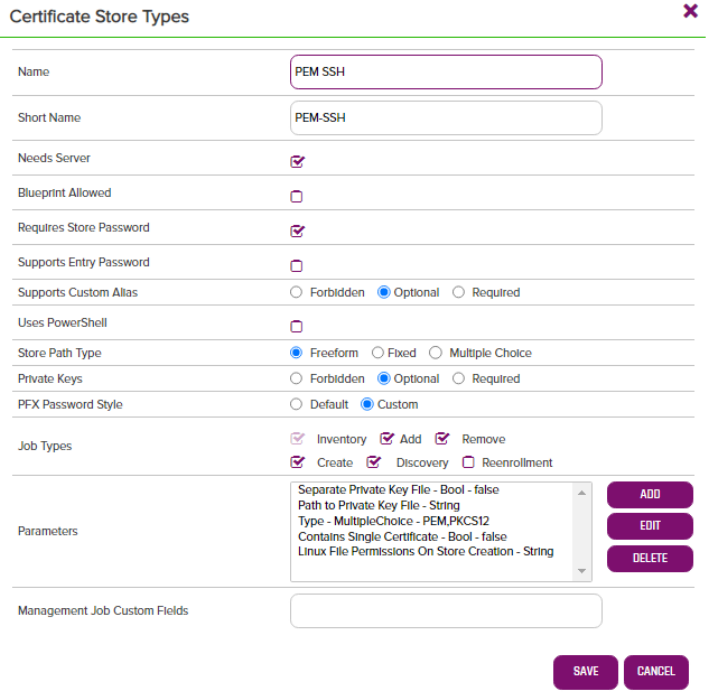 Certificate Store Types
Name PEM SSH
Short Name PEM-SSH
Needs Server
Blueprint Allowed
Requires Store Password
Supports Entry Password
Supports Custom Alias Forbidden Optional Required
Uses PowerShell
Store Path Type Freeform Fixed Multiple Choice
Private Keys Forbidden Optional Required
PFX Password Style Default Custom
Job Types Inventory Add Remove
Create Discovery Reenrollment
Parameters
Separate Private Key File - Bool - false
Path to Private Key File - String
Type - MultipleChoice - PEM,PKCS12
Contains Single Certificate - Bool - false
Linux File Permissions On Store Creation - String
ADD
EDIT
DELETE
Management Job Custom Fields
SAVE CANCEL